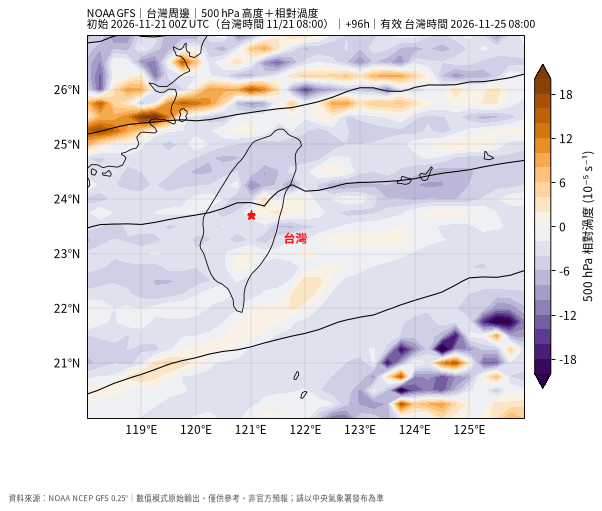 NOAA GFS｜台灣周邊｜500 hPa 高度＋相對渦度
初始 2026-11-21 00Z UTC（台灣時間 11/21 08:00）｜+96h｜有效 台灣時間 2026-11-25 08:00
26°N
25°N
24°N
23°N
22°N
21°N
119°E
120°E
121°E
122°E
123°E
124°E
125°E
台灣
18
12
6
0
-6
-12
-18
500 hPa 相對渦度 (10⁻⁵ s⁻¹)
資料來源：NOAA NCEP GFS 0.25°｜數值模式原始輸出，僅供參考，非官方預報；請以中央氣象署發布為準